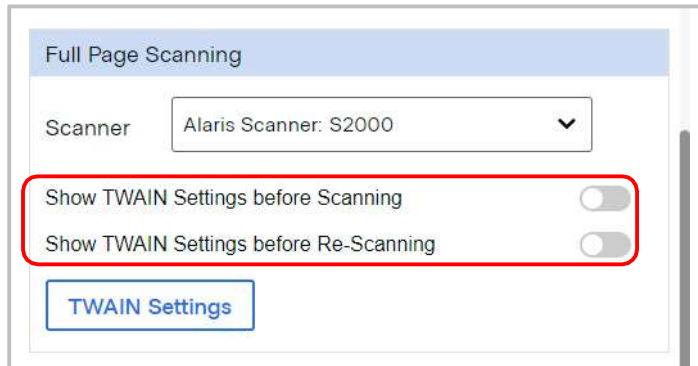 Full Page Scanning
Scanner
Alaris Scanner: S2000
Show TWAIN Settings before Scanning
Show TWAIN Settings before Re-Scanning
TWAIN Settings